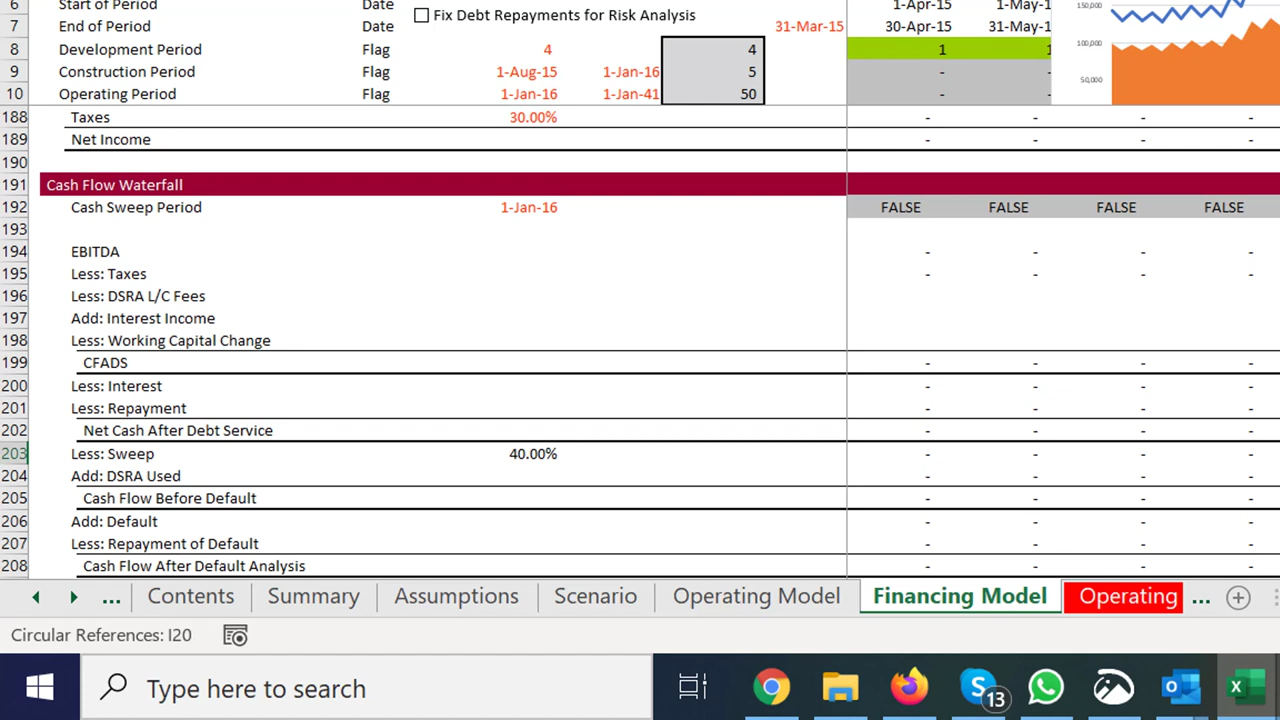 6 Start of Period Date 1-Apr-15 1-May-1 150,000
Fix Debt Repayments for Risk Analysis
7 End of Period Date 31-Mar-15 30-Apr-15 31-May-1
8 Development Period Flag 4 4 1 1 100,000
9 Construction Period Flag 1-Aug-15 1-Jan-16 5 - - 50,000
10 Operating Period Flag 1-Jan-16 1-Jan-41 50 - -
188 Taxes 30.00% - - - -
189 Net Income - - - -
190
191 Cash Flow Waterfall
192 Cash Sweep Period 1-Jan-16 FALSE FALSE FALSE FALSE
193
194 EBITDA - - - -
195 Less: Taxes - - - -
196 Less: DSRA L/C Fees
197 Add: Interest Income
198 Less: Working Capital Change
199 CFADS - - - -
200 Less: Interest - - - -
201 Less: Repayment - - - -
202 Net Cash After Debt Service - - - -
203 Less: Sweep 40.00% - - - -
204 Add: DSRA Used - - - -
205 Cash Flow Before Default - - - -
206 Add: Default - - - -
207 Less: Repayment of Default - - - -
208 Cash Flow After Default Analysis - - - -
... Contents Summary Assumptions Scenario Operating Model Financing Model Operating ...
Circular References: I20
Type here to search
13